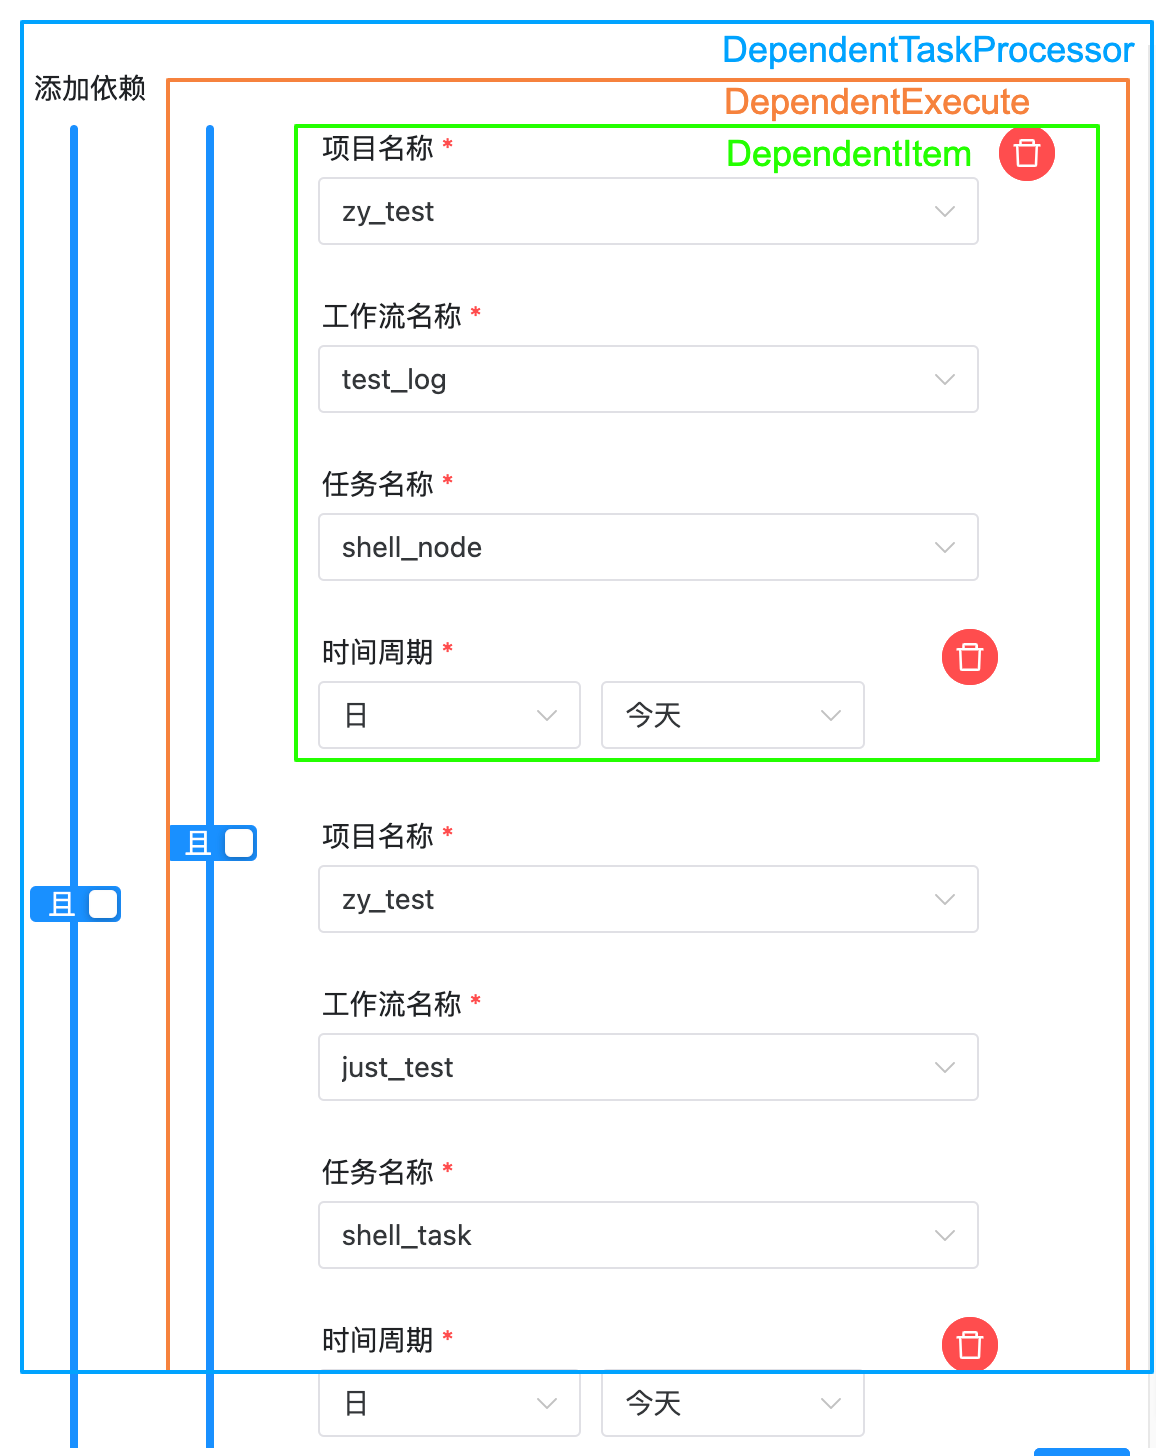 DependentTaskProcessor
添加依赖
DependentExecute
项目名称 *
DependentItem
zy_test
工作流名称 *
test_log
任务名称 *
shell_node
时间周期 *
日
今天
项目名称 *
且
zy_test
且
工作流名称 *
just_test
任务名称 *
shell_task
时间周期 *
日
今天